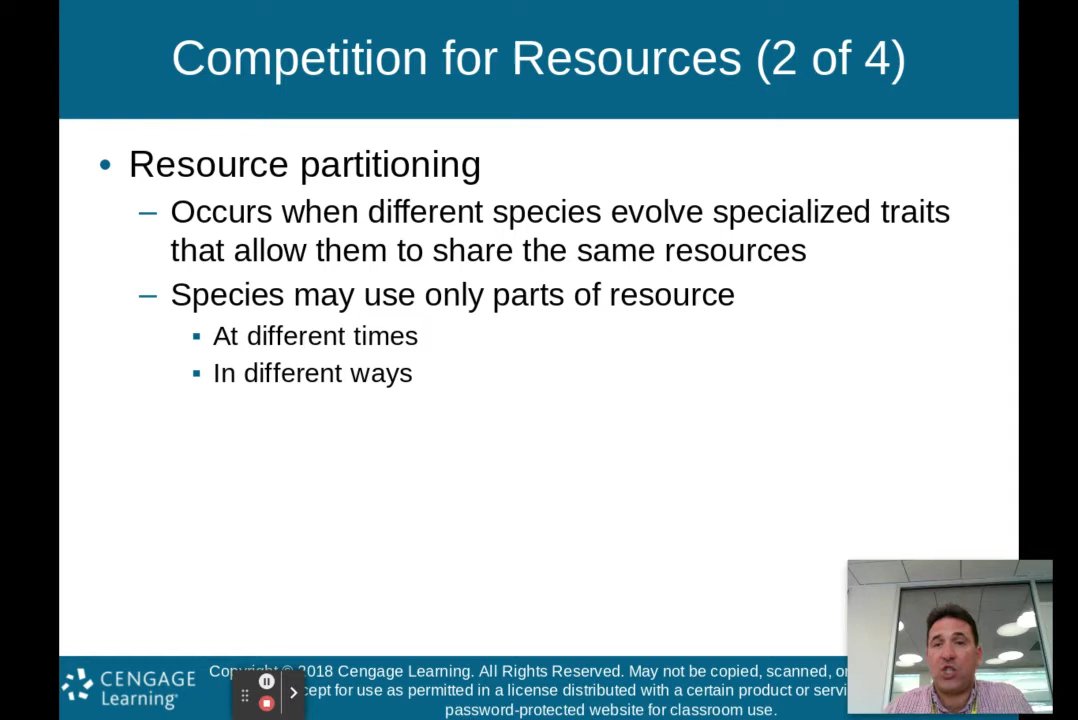 Competition for Resources (2 of 4)
• Resource partitioning
– Occurs when different species evolve specialized traits
that allow them to share the same resources
– Species may use only parts of resource
▪ At different times
▪ In different ways
CENGAGE
Learning
Copyright © 2018 Cengage Learning. All Rights Reserved. May not be copied, scanned, or
for use as permitted in a license distributed with a certain product or
password-protected website for classroom use.